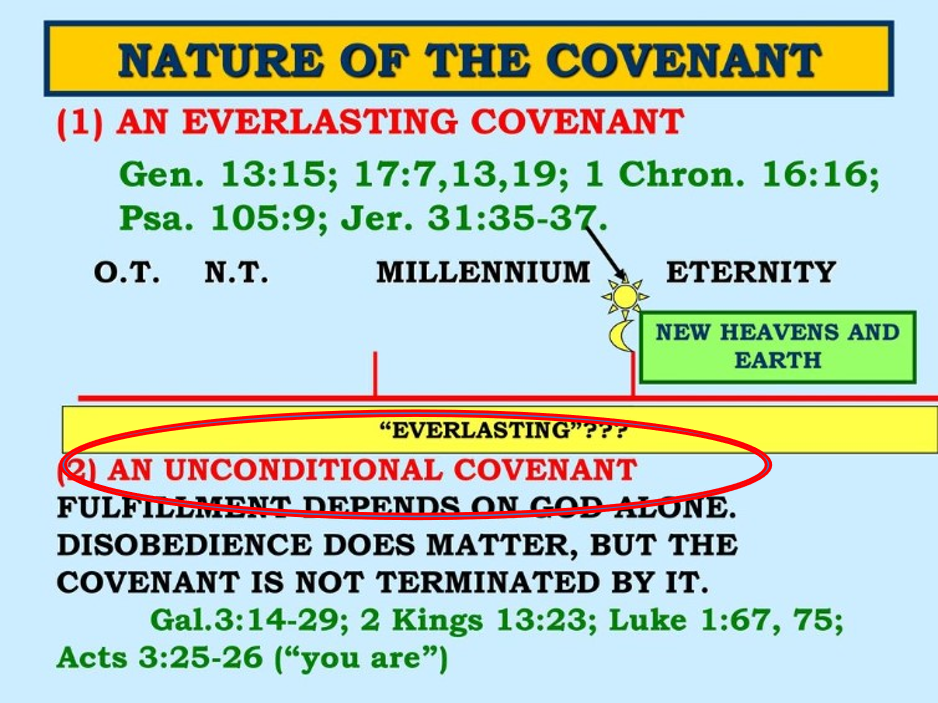 NATURE OF THE COVENANT
(1) AN EVERLASTING COVENANT
Gen. 13:15; 17:7,13,19; 1 Chron. 16:16;
Psa. 105:9; Jer. 31:35-37.
O.T. N.T. MILLENNIUM ETERNITY
NEW HEAVENS AND
EARTH
“EVERLASTING”???
(2) AN UNCONDITIONAL COVENANT
FULFILLMENT DEPENDS ON GOD ALONE.
DISOBEDIENCE DOES MATTER, BUT THE
COVENANT IS NOT TERMINATED BY IT.
Gal.3:14-29; 2 Kings 13:23; Luke 1:67, 75;
Acts 3:25-26 (“you are”)